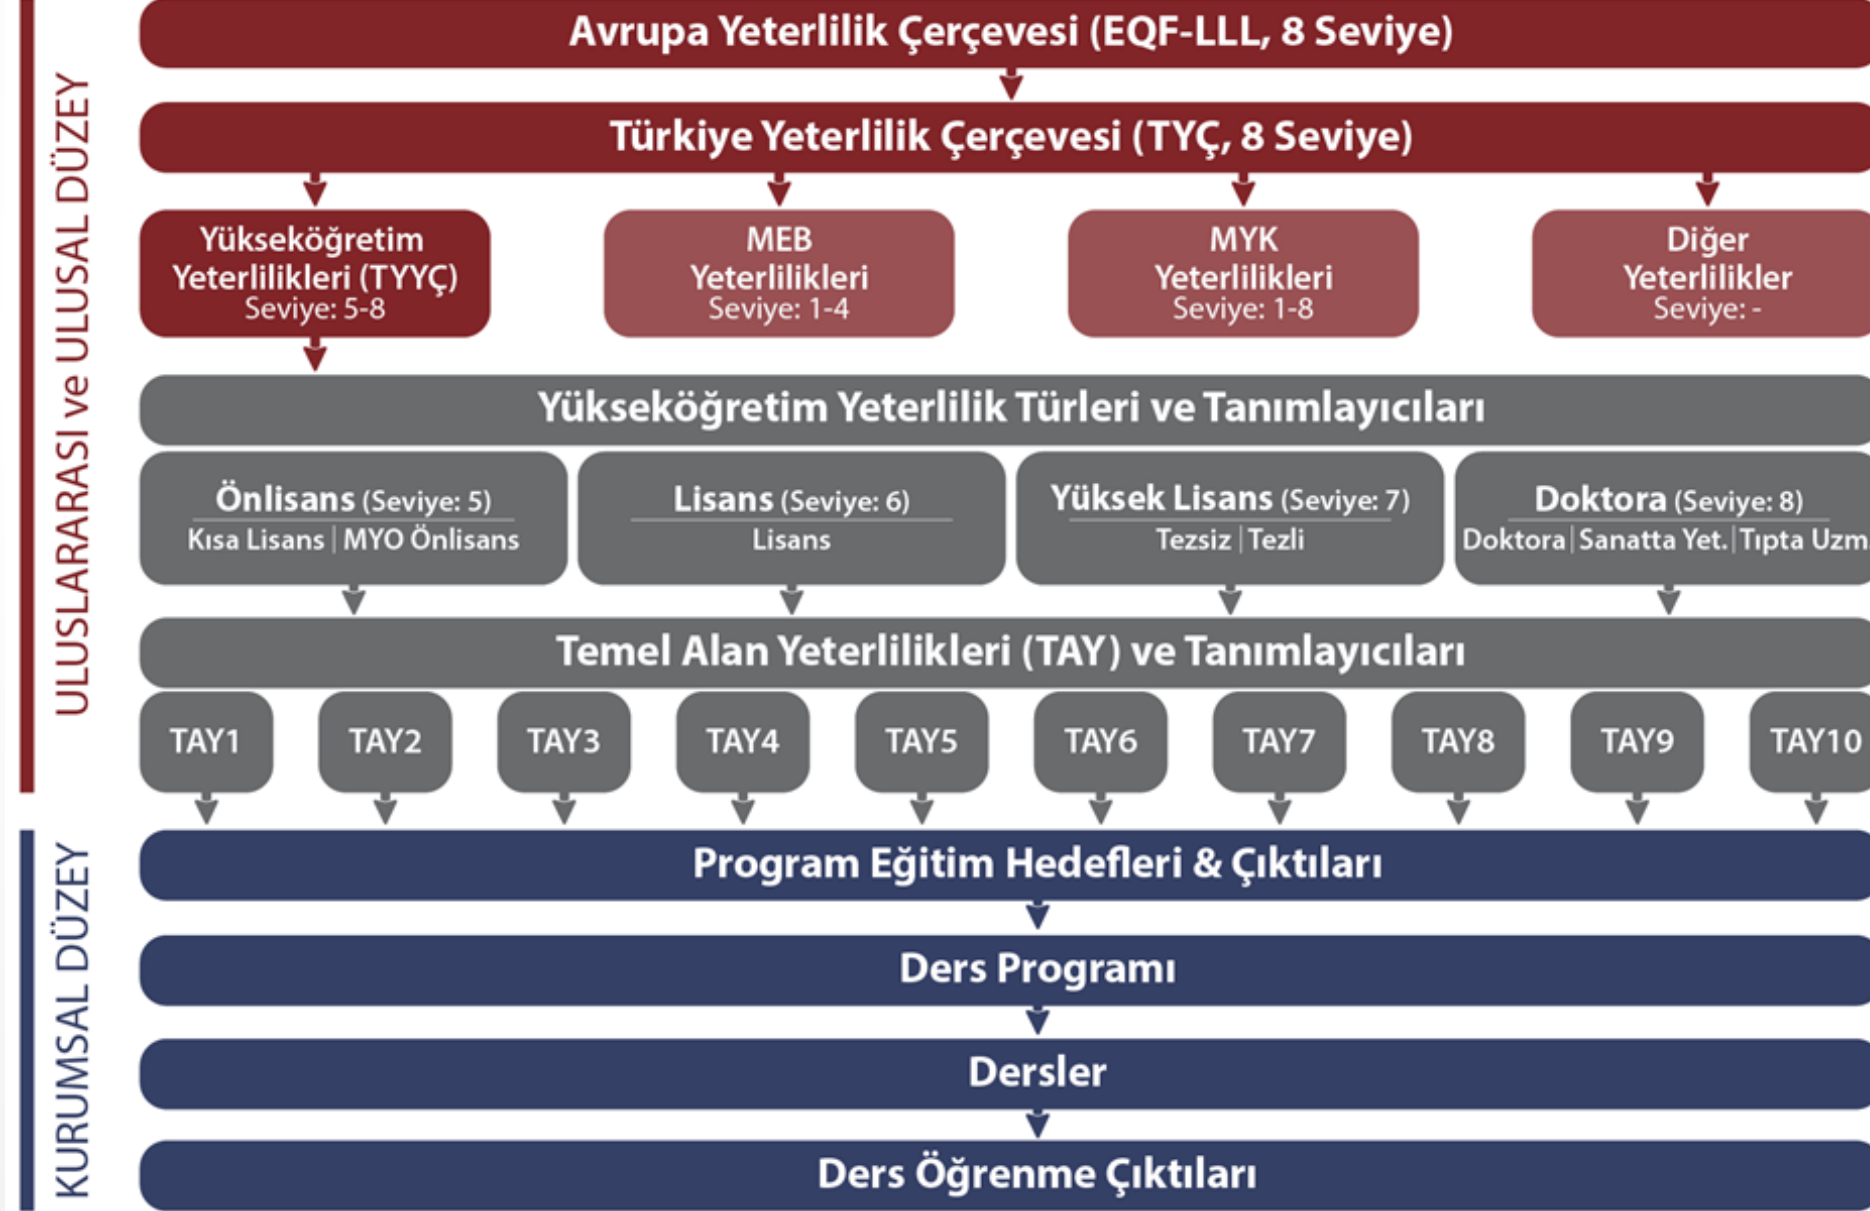 ULUSLARARASI ve ULUSAL DÜZEY
Avrupa Yeterlilik Çerçevesi (EQF-LLL, 8 Seviye)
Türkiye Yeterlilik Çerçevesi (TYÇ, 8 Seviye)
Yükseköğretim
Yeterlilikleri (TYYÇ)
Seviye: 5-8
MEB
Yeterlilikleri
Seviye: 1-4
MYK
Yeterlilikleri
Seviye: 1-8
Diğer
Yeterlilikler
Seviye: -
Yükseköğretim Yeterlilik Türleri ve Tanımlayıcıları
Önlisans (Seviye: 5)
Kısa Lisans | MYO Önlisans
Lisans (Seviye: 6)
Lisans
Yüksek Lisans (Seviye: 7)
Tezsiz | Tezli
Doktora (Seviye: 8)
Doktora | Sanatta Yet. | Tıpta Uzm
Temel Alan Yeterlilikleri (TAY) ve Tanımlayıcıları
TAY1
TAY2
TAY3
TAY4
TAY5
TAY6
TAY7
TAY8
TAY9
TAY10
KURUMSAL DÜZEY
Program Eğitim Hedefleri & Çıktıları
Ders Programı
Dersler
Ders Öğrenme Çıktıları